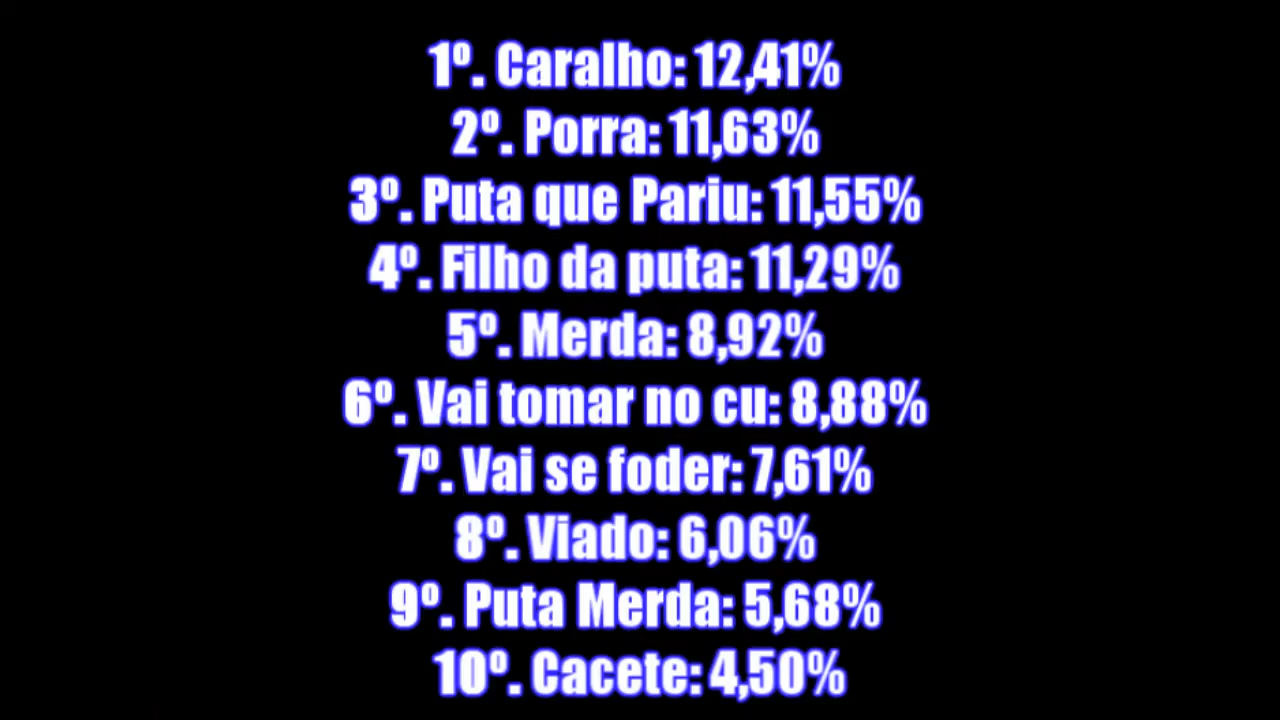 1º. Caralho: 12,41%
2º. Porra: 11,63%
3º. Puta que Pariu: 11,55%
4º. Filho da puta: 11,29%
5º. Merda: 8,92%
6º. Vai tomar no cu: 8,88%
7º. Vai se foder: 7,61%
8º. Viado: 6,06%
9º. Puta Merda: 5,68%
10º. Cacete: 4,50%